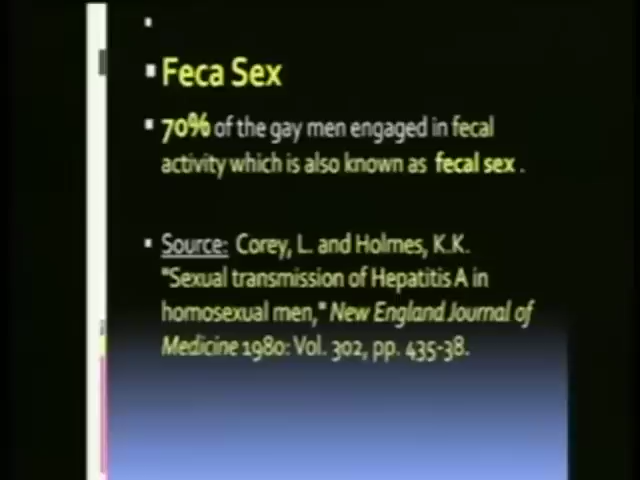 Feca Sex
70% of the gay men engaged in fecal
activity which is also known as fecal sex .
Source: Corey, L. and Holmes, K.K.
"Sexual transmission of Hepatitis A in
homosexual men," New England Journal of
Medicine 1980: Vol. 302, pp. 435-38.